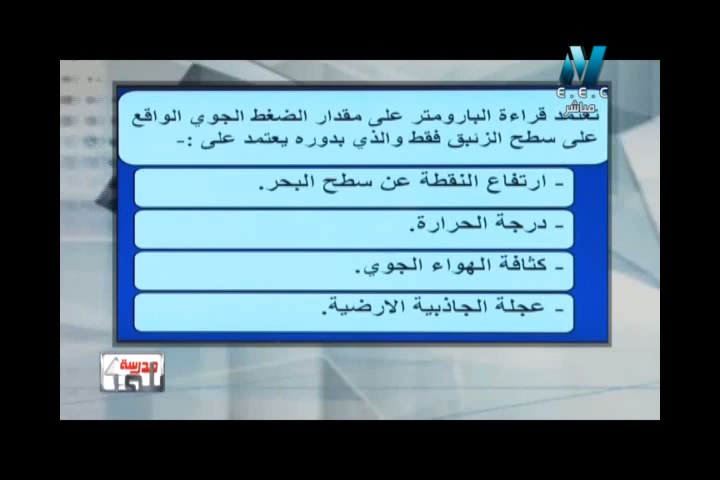 E.E.C
مباشر
تعتمد قراءة البارومتر على مقدار الضغط الجوي الواقع
على سطح الزئبق فقط والذي بدوره يعتمد على :-
- ارتفاع النقطة عن سطح البحر.
- درجة الحرارة.
- كثافة الهواء الجوي.
- عجلة الجاذبية الارضية.
مدرسة